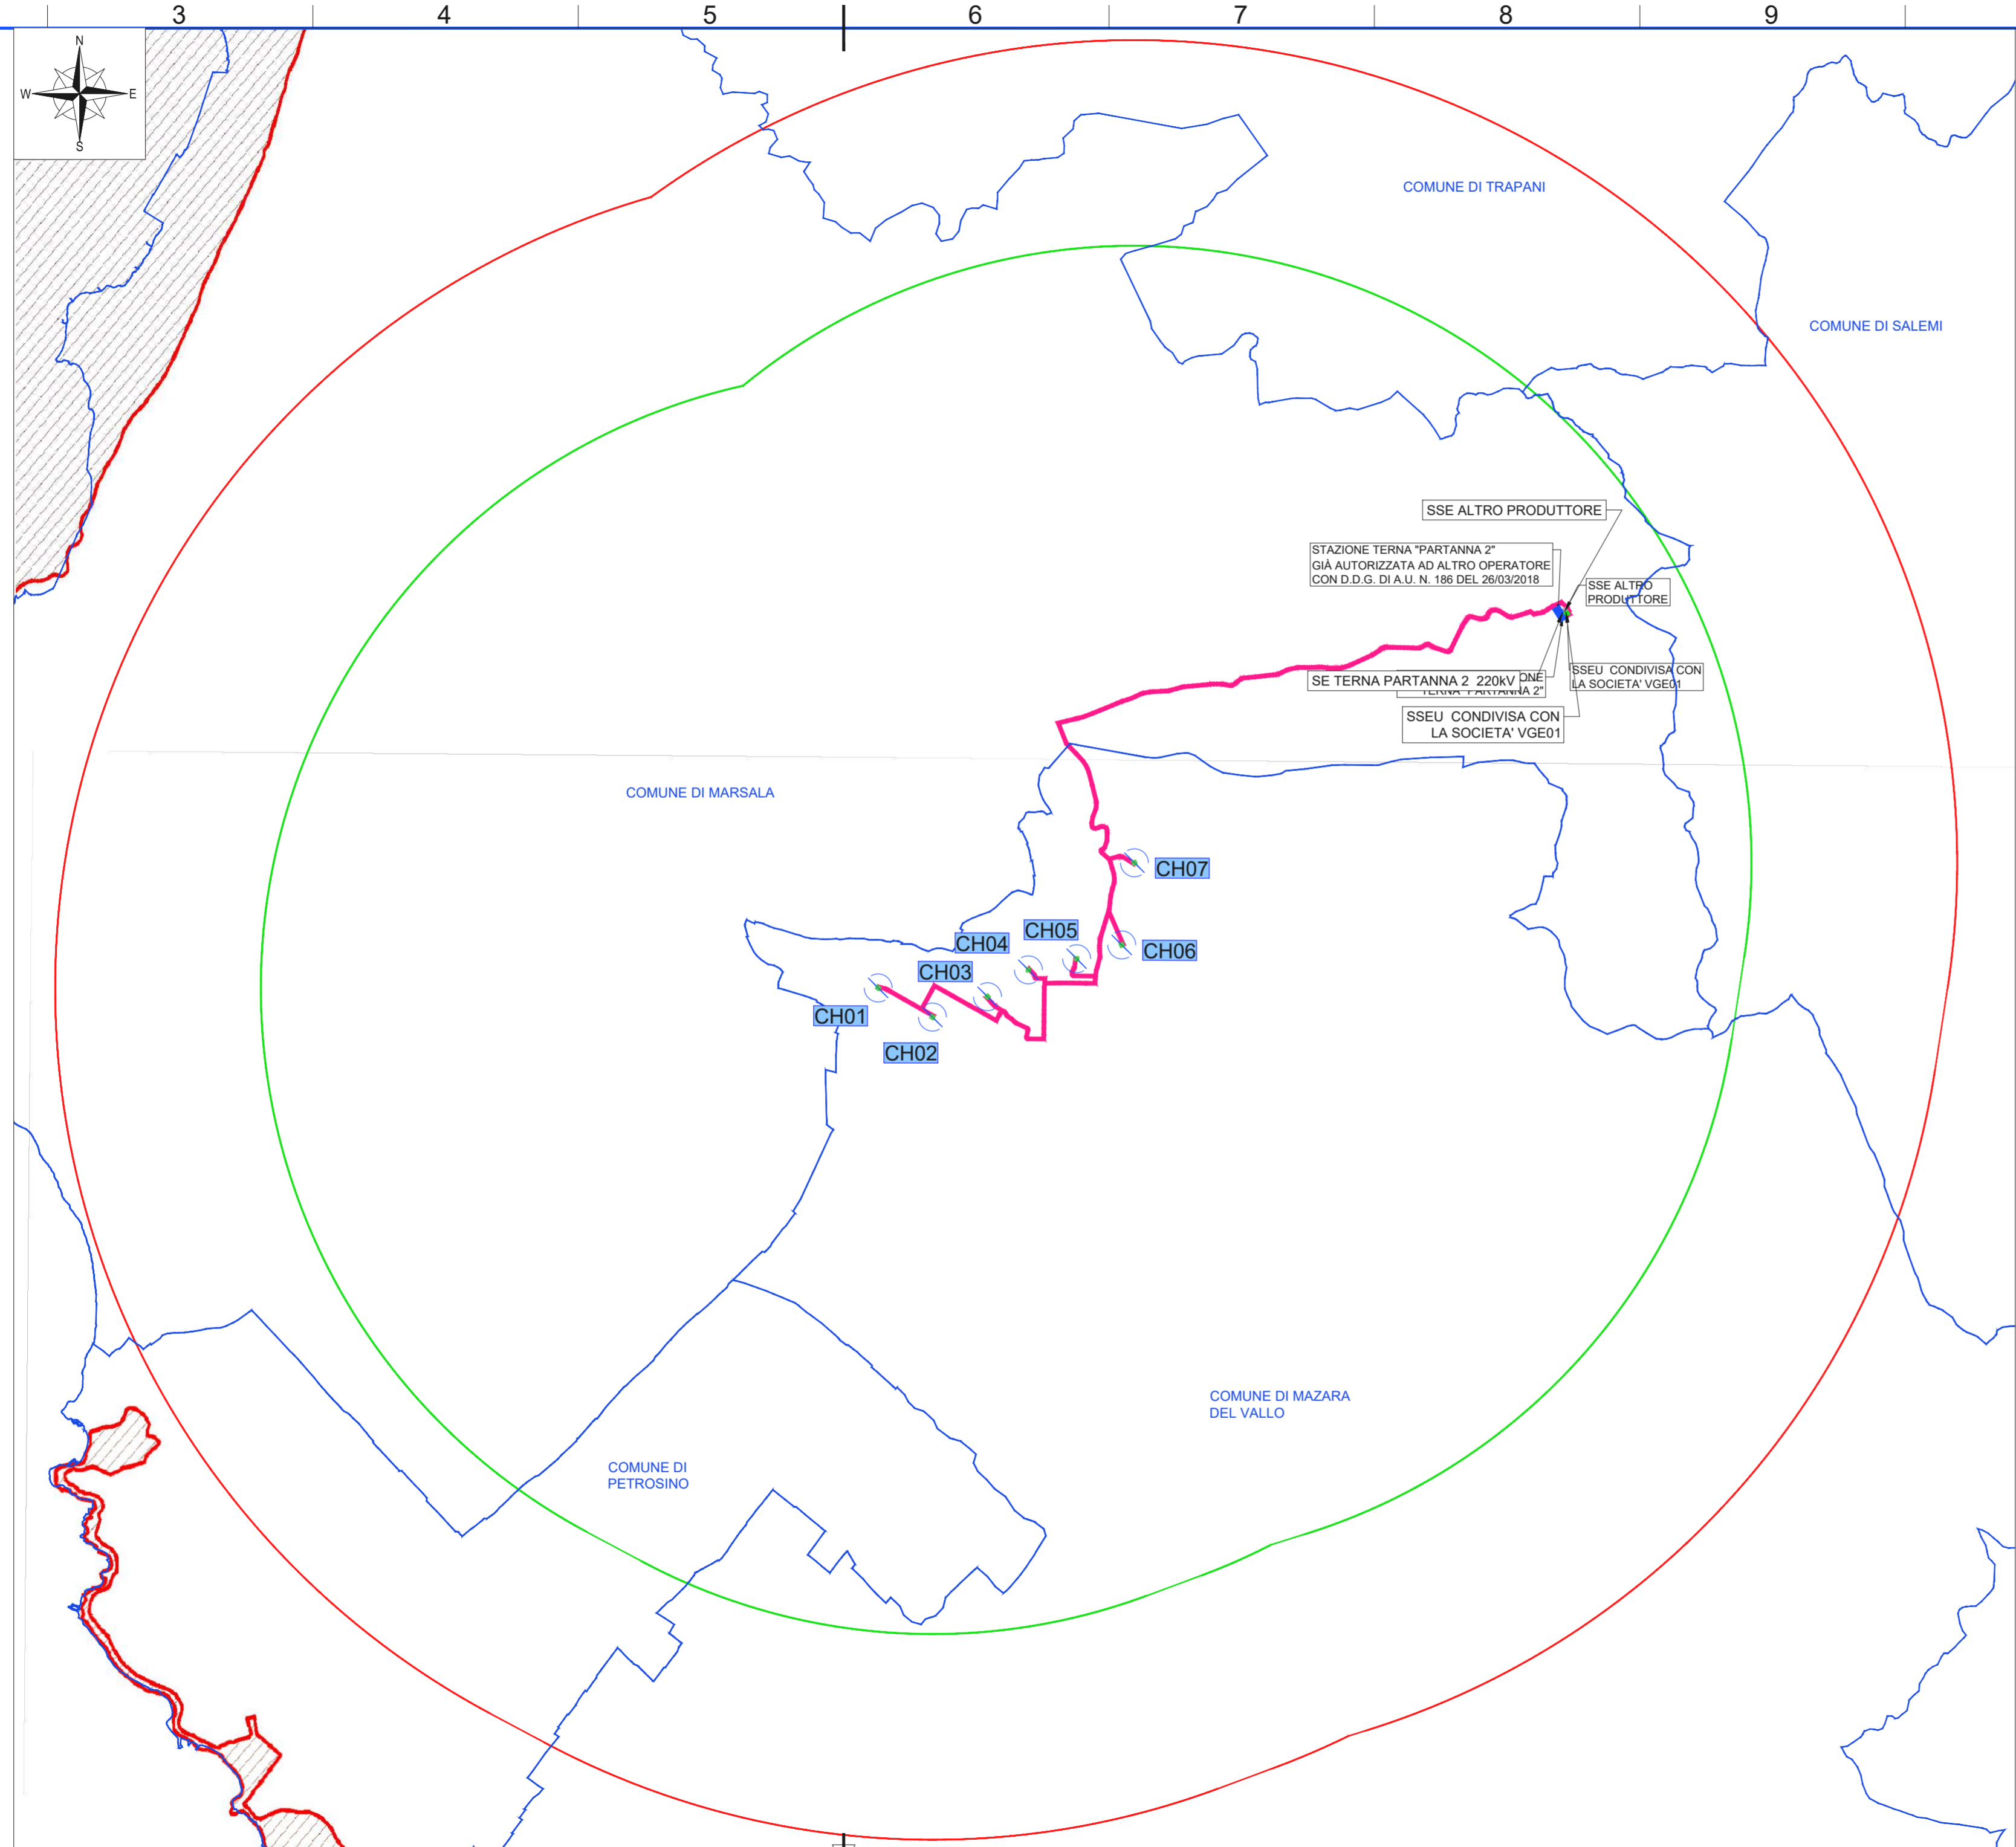 3 4 5 6 7 8 9
N
W E
S
COMUNE DI TRAPANI
COMUNE DI SALEMI
SSE ALTRO PRODUTTORE
STAZIONE TERNA "PARTANNA 2"
GIÀ AUTORIZZATA AD ALTRO OPERATORE
CON D.D.G. DI A.U. N. 186 DEL 26/03/2018
SSE ALTRO
PRODUTTORE
SE TERNA PARTANNA 2 220kV
TERNA "PARTANNA 2"
SSEU CONDIVISA CON
LA SOCIETA' VGE01
SSEU CONDIVISA CON
LA SOCIETA' VGE01
COMUNE DI MARSALA
CH07
CH05
CH04
CH06
CH03
CH01
CH02
COMUNE DI MAZARA
DEL VALLO
COMUNE DI
PETROSINO